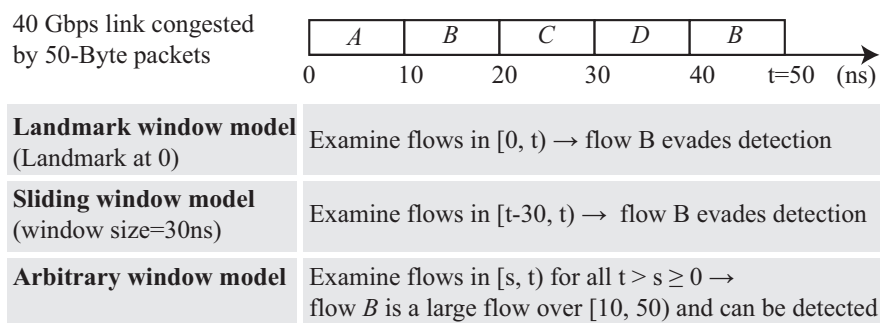 40 Gbps link congested
by 50-Byte packets
A B C D B
0 10 20 30 40 t=50 (ns)
Landmark window model
(Landmark at 0)
Examine flows in [0, t) → flow B evades detection
Sliding window model
(window size=30ns)
Examine flows in [t-30, t) → flow B evades detection
Arbitrary window model
Examine flows in [s, t) for all t > s ≥ 0 →
flow B is a large flow over [10, 50) and can be detected